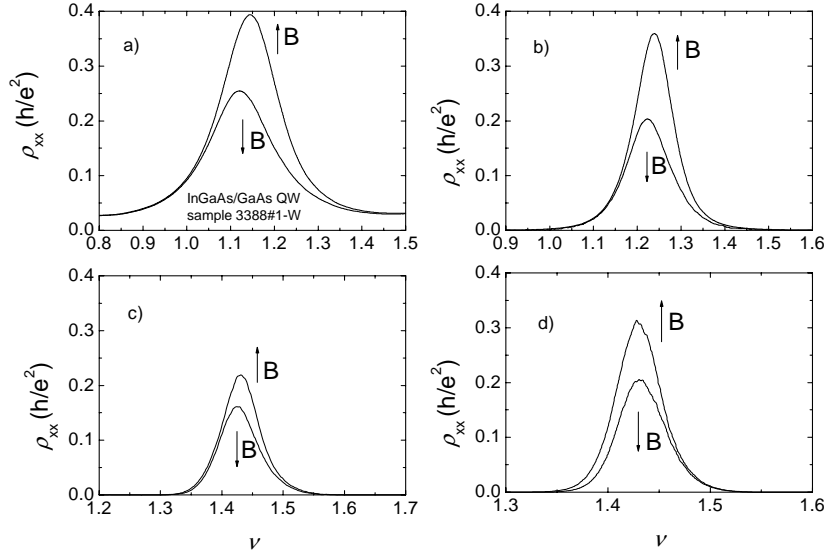 a)
B
B
InGaAs/GaAs QW
sample 3388#1-W
ρxx (h/e²)
0.4
0.3
0.2
0.1
0.0
0.8 0.9 1.0 1.1 1.2 1.3 1.4 1.5
b)
B
B
ρxx (h/e²)
0.4
0.3
0.2
0.1
0.0
0.9 1.0 1.1 1.2 1.3 1.4 1.5 1.6
c)
B
B
ρxx (h/e²)
0.4
0.3
0.2
0.1
0.0
1.2 1.3 1.4 1.5 1.6 1.7
ν
d)
B
B
ρxx (h/e²)
0.4
0.3
0.2
0.1
0.0
1.3 1.4 1.5 1.6
ν